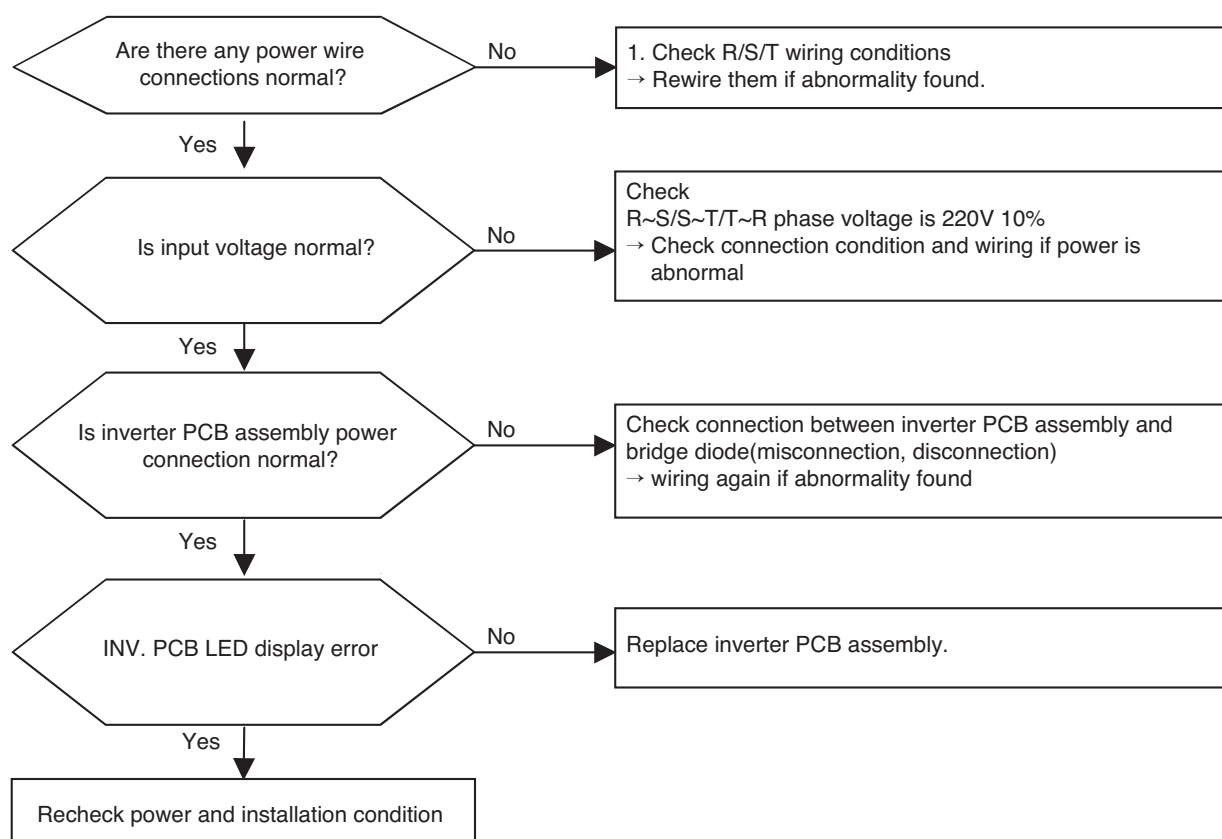 Are there any power wire
connections normal?
No
1. Check R/S/T wiring conditions
→ Rewire them if abnormality found.
Yes
Is input voltage normal?
No
Check
R~S/S~T/T~R phase voltage is 220V 10%
→ Check connection condition and wiring if power is
abnormal
Yes
Is inverter PCB assembly power
connection normal?
No
Check connection between inverter PCB assembly and
bridge diode(misconnection, disconnection)
→ wiring again if abnormality found
Yes
INV. PCB LED display error
No
Replace inverter PCB assembly.
Yes
Recheck power and installation condition